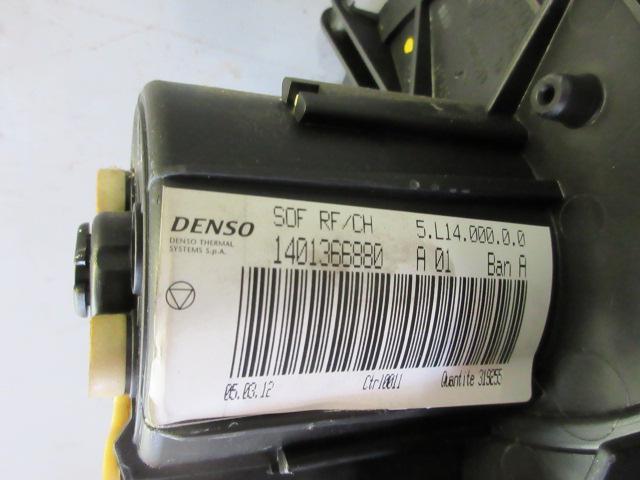 DENSO SOF RF/CH 5.L14.000.0.0
DENSO THERMAL
SYSTEMS S.p.A.
1401366880 A 01 Ban A
05.03.12 Ctrl0011 Quantite 319255